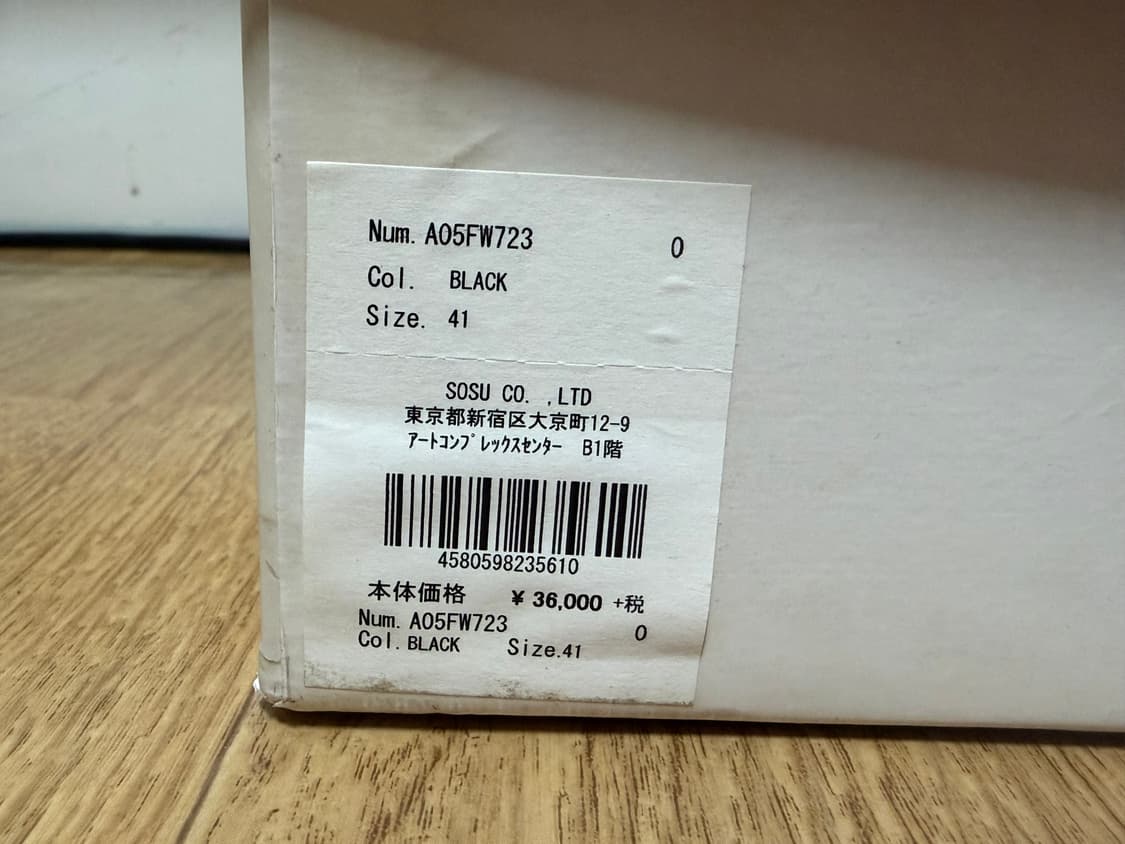 Num. A05FW723 0
Col. BLACK
Size. 41
SOSU CO. ,LTD
東京都新宿区大京町12-9
ｱｰﾄｺﾝﾌﾟﾚｯｸｽｾﾝﾀｰ B1階
4580598235610
本体価格 ¥ 36,000 +税
Num. A05FW723 0
Col. BLACK Size.41